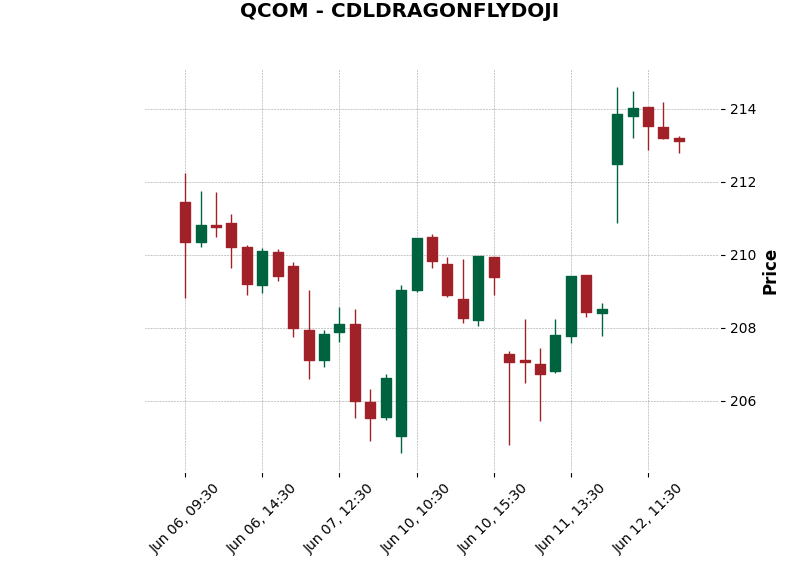 QCOM - CDLDRAGONFLYDOJI
214
212
210
208
206
Price
Jun 06, 09:30
Jun 06, 14:30
Jun 07, 12:30
Jun 10, 10:30
Jun 10, 15:30
Jun 11, 13:30
Jun 12, 11:30